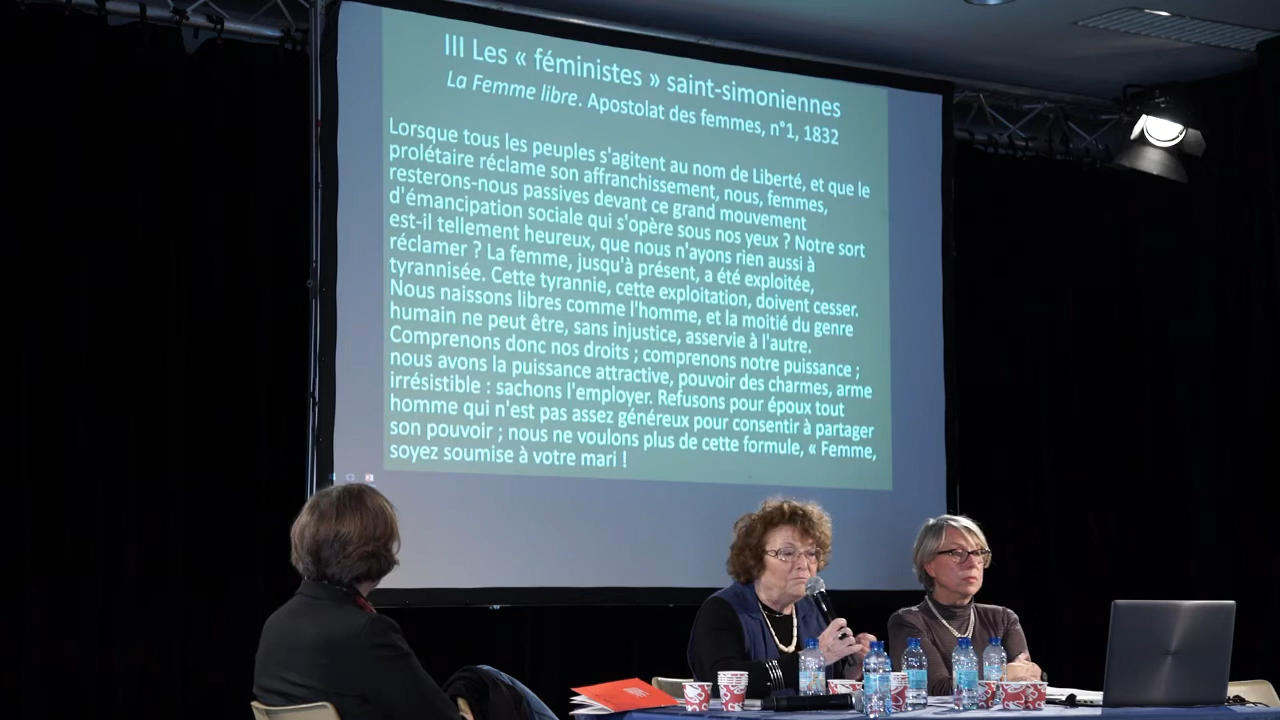 III Les « féministes » saint-simoniennes
La Femme libre. Apostolat des femmes, n°1, 1832
Lorsque tous les peuples s'agitent au nom de Liberté, et que le
prolétaire réclame son affranchissement, nous, femmes,
resterons-nous passives devant ce grand mouvement
d'émancipation sociale qui s'opère sous nos yeux ? Notre sort
est-il tellement heureux, que nous n'ayons rien aussi à
réclamer ? La femme, jusqu'à présent, a été exploitée,
tyrannisée. Cette tyrannie, cette exploitation, doivent cesser.
Nous naissons libres comme l'homme, et la moitié du genre
humain ne peut être, sans injustice, asservie à l'autre.
Comprenons donc nos droits ; comprenons notre puissance ;
nous avons la puissance attractive, pouvoir des charmes, arme
irrésistible : sachons l'employer. Refusons pour époux tout
homme qui n'est pas assez généreux pour consentir à partager
son pouvoir ; nous ne voulons plus de cette formule, « Femme,
soyez soumise à votre mari !